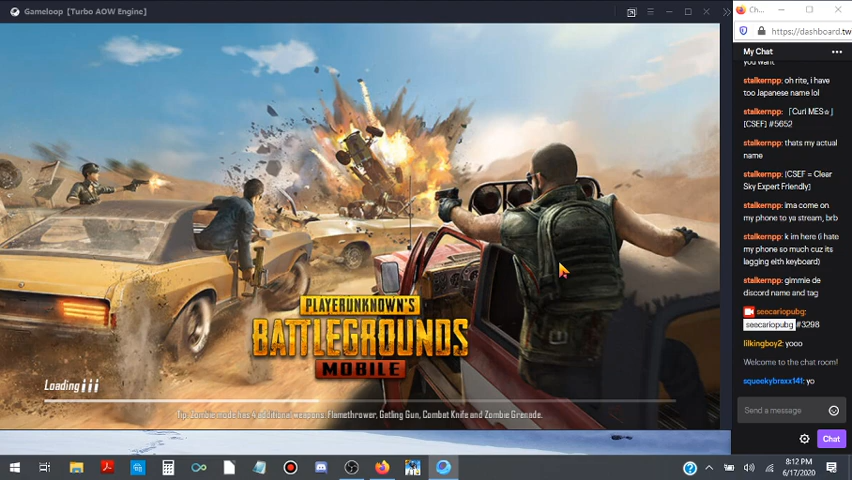 Gameloop [Turbo AOW Engine]
PLAYERUNKNOWN'S
BATTLEGROUNDS
MOBILE
Loading
Tip: Zombie mode has 4 additional weapons. Flamethrower, Gatling Gun, Combat Knife and Zombie Grenade.
Ch...
https://dashboard.tw
My Chat
you want
stalkernpp: oh rite, i have
too Japanese name lol
stalkernpp: 「Curi MES☆」
[CSEF] #5652
stalkernpp: thats my actual
name
stalkernpp: [CSEF = Clear
Sky Expert Friendly]
stalkernpp: ima come on
my phone to ya stream, brb
stalkernpp: k im here (i hate
my phone so much cuz its
lagging eith keyboard)
stalkernpp: gimmie de
discord name and tag
seecariopubg:
seecariopubg #3298
lilkingboy2: yooo
Welcome to the chat room!
squeekybraxx141: yo
Send a message
Chat
8:12 PM
6/17/2020